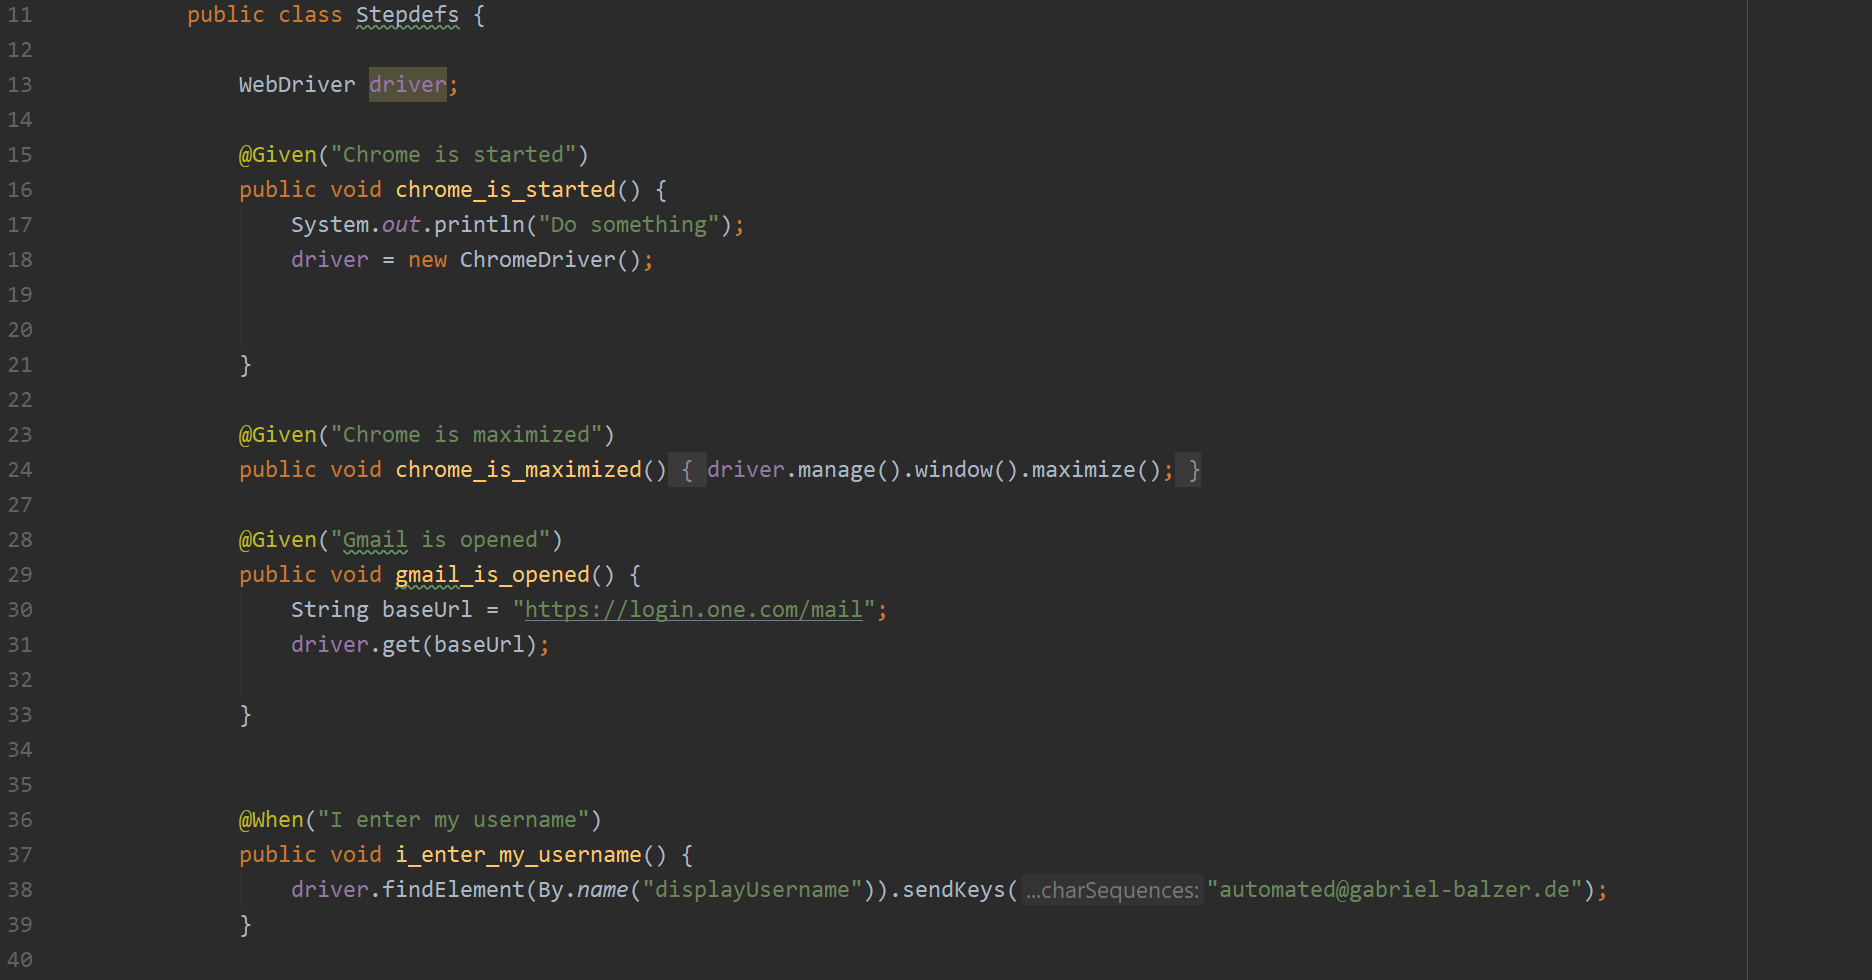 11 public class Stepdefs {
12
13 WebDriver driver;
14
15 @Given("Chrome is started")
16 public void chrome_is_started() {
17 System.out.println("Do something");
18 driver = new ChromeDriver();
19
20
21 }
22
23 @Given("Chrome is maximized")
24 public void chrome_is_maximized() { driver.manage().window().maximize(); }
27
28 @Given("Gmail is opened")
29 public void gmail_is_opened() {
30 String baseUrl = "https://login.one.com/mail";
31 driver.get(baseUrl);
32
33 }
34
35
36 @When("I enter my username")
37 public void i_enter_my_username() {
38 driver.findElement(By.name("displayUsername")).sendKeys( ...charSequences: "automated@gabriel-balzer.de");
39 }
40